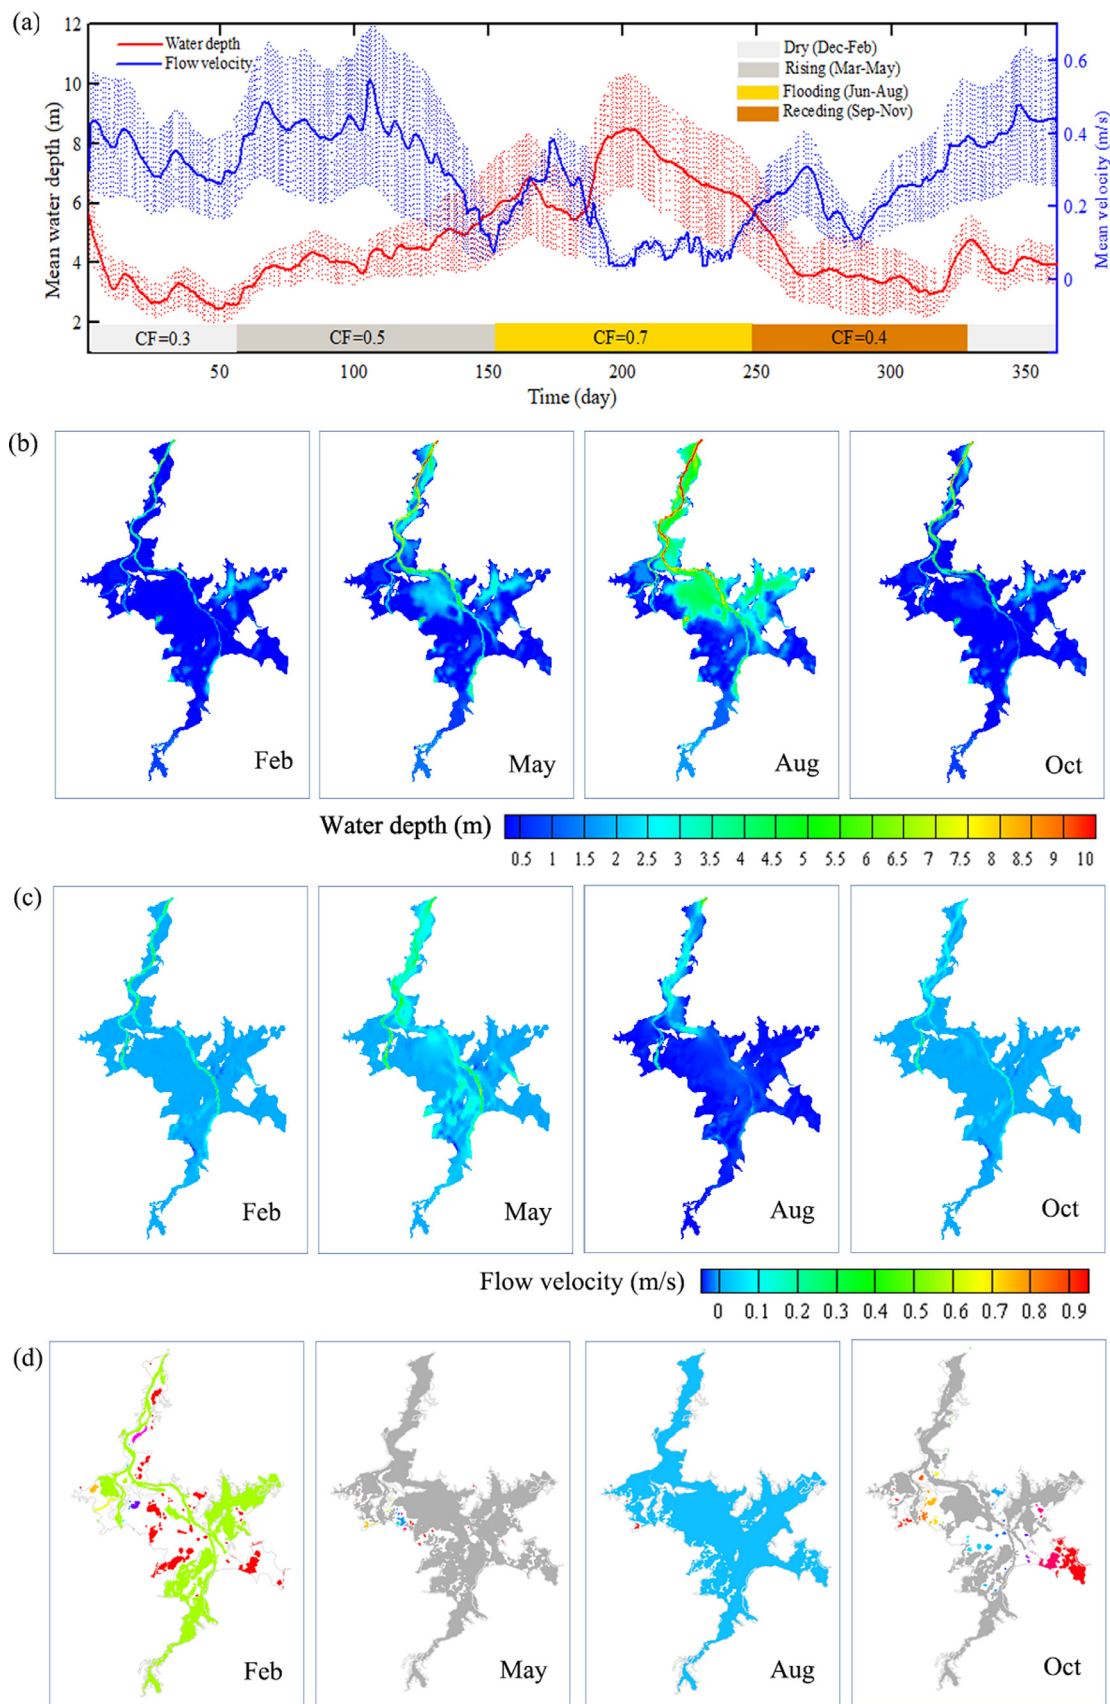 (a)
12
10
8
6
4
2
Mean water depth (m)
Water depth
Flow velocity
Dry (Dec-Feb)
Rising (Mar-May)
Flooding (Jun-Aug)
Receding (Sep-Nov)
0.6
0.4
0.2
0
Mean velocity (m/s)
CF=0.3
CF=0.5
CF=0.7
CF=0.4
50
100
150
200
250
300
350
Time (day)
(b)
Feb
May
Aug
Oct
Water depth (m)
0.5 1 1.5 2 2.5 3 3.5 4 4.5 5 5.5 6 6.5 7 7.5 8 8.5 9 10
(c)
Feb
May
Aug
Oct
Flow velocity (m/s)
0 0.1 0.2 0.3 0.4 0.5 0.6 0.7 0.8 0.9
(d)
Feb
May
Aug
Oct